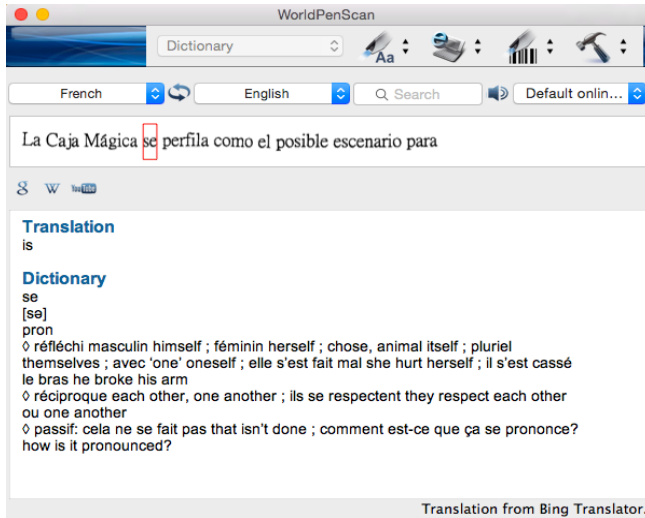 WorldPenScan
Dictionary
Aa
French English Search Default onlin...
La Caja Mágica se perfila como el posible escenario para
g W YouTube
Translation
is
Dictionary
se
[sə]
pron
◊ réfléchi masculin himself ; féminin herself ; chose, animal itself ; pluriel
themselves ; avec ‘one’ oneself ; elle s’est fait mal she hurt herself ; il s’est cassé
le bras he broke his arm
◊ réciproque each other, one another ; ils se respectent they respect each other
ou one another
◊ passif: cela ne se fait pas that isn’t done ; comment est-ce que ça se prononce?
how is it pronounced?
Translation from Bing Translator.